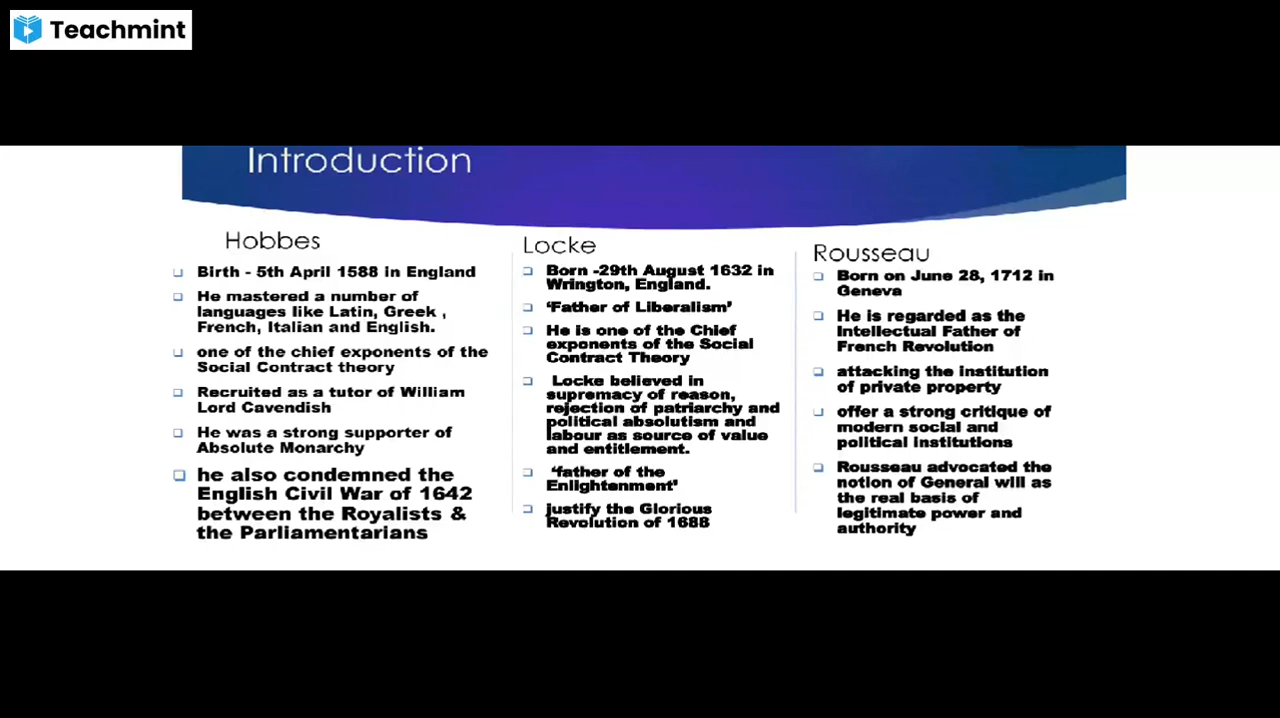 Teachmint
Introduction
Hobbes
Birth - 5th April 1588 in England
He mastered a number of
languages like Latin, Greek ,
French, Italian and English.
one of the chief exponents of the
Social Contract theory
Recruited as a tutor of William
Lord Cavendish
He was a strong supporter of
Absolute Monarchy
he also condemned the
English Civil War of 1642
between the Royalists &
the Parliamentarians
Locke
Born -29th August 1632 in
Wrington, England.
‘Father of Liberalism’
He is one of the Chief
exponents of the Social
Contract Theory
Locke believed in
supremacy of reason,
rejection of patriarchy and
political absolutism and
labour as source of value
and entitlement.
‘father of the
Enlightenment’
justify the Glorious
Revolution of 1688
Rousseau
Born on June 28, 1712 in
Geneva
He is regarded as the
Intellectual Father of
French Revolution
attacking the institution
of private property
offer a strong critique of
modern social and
political institutions
Rousseau advocated the
notion of General will as
the real basis of
legitimate power and
authority